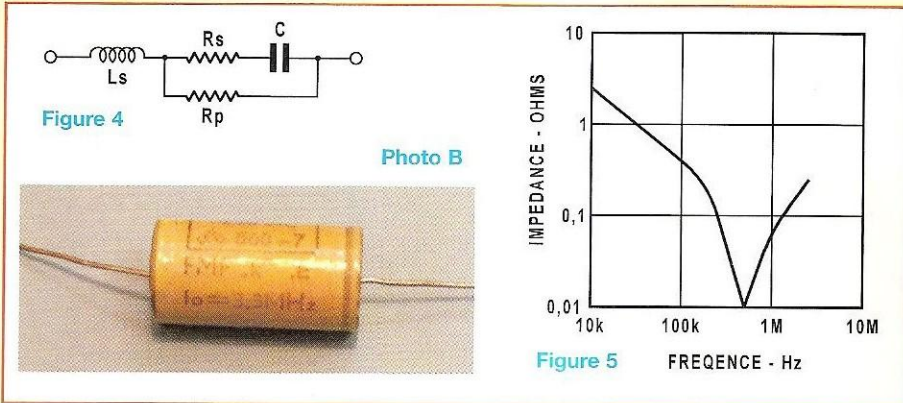 Rs
C
Ls
Rp
Figure 4
Photo B
fo = 3,3MHz
IMPEDANCE - OHMS
10
1
0,1
0,01
10k
100k
1M
10M
Figure 5
FREQENCE - Hz